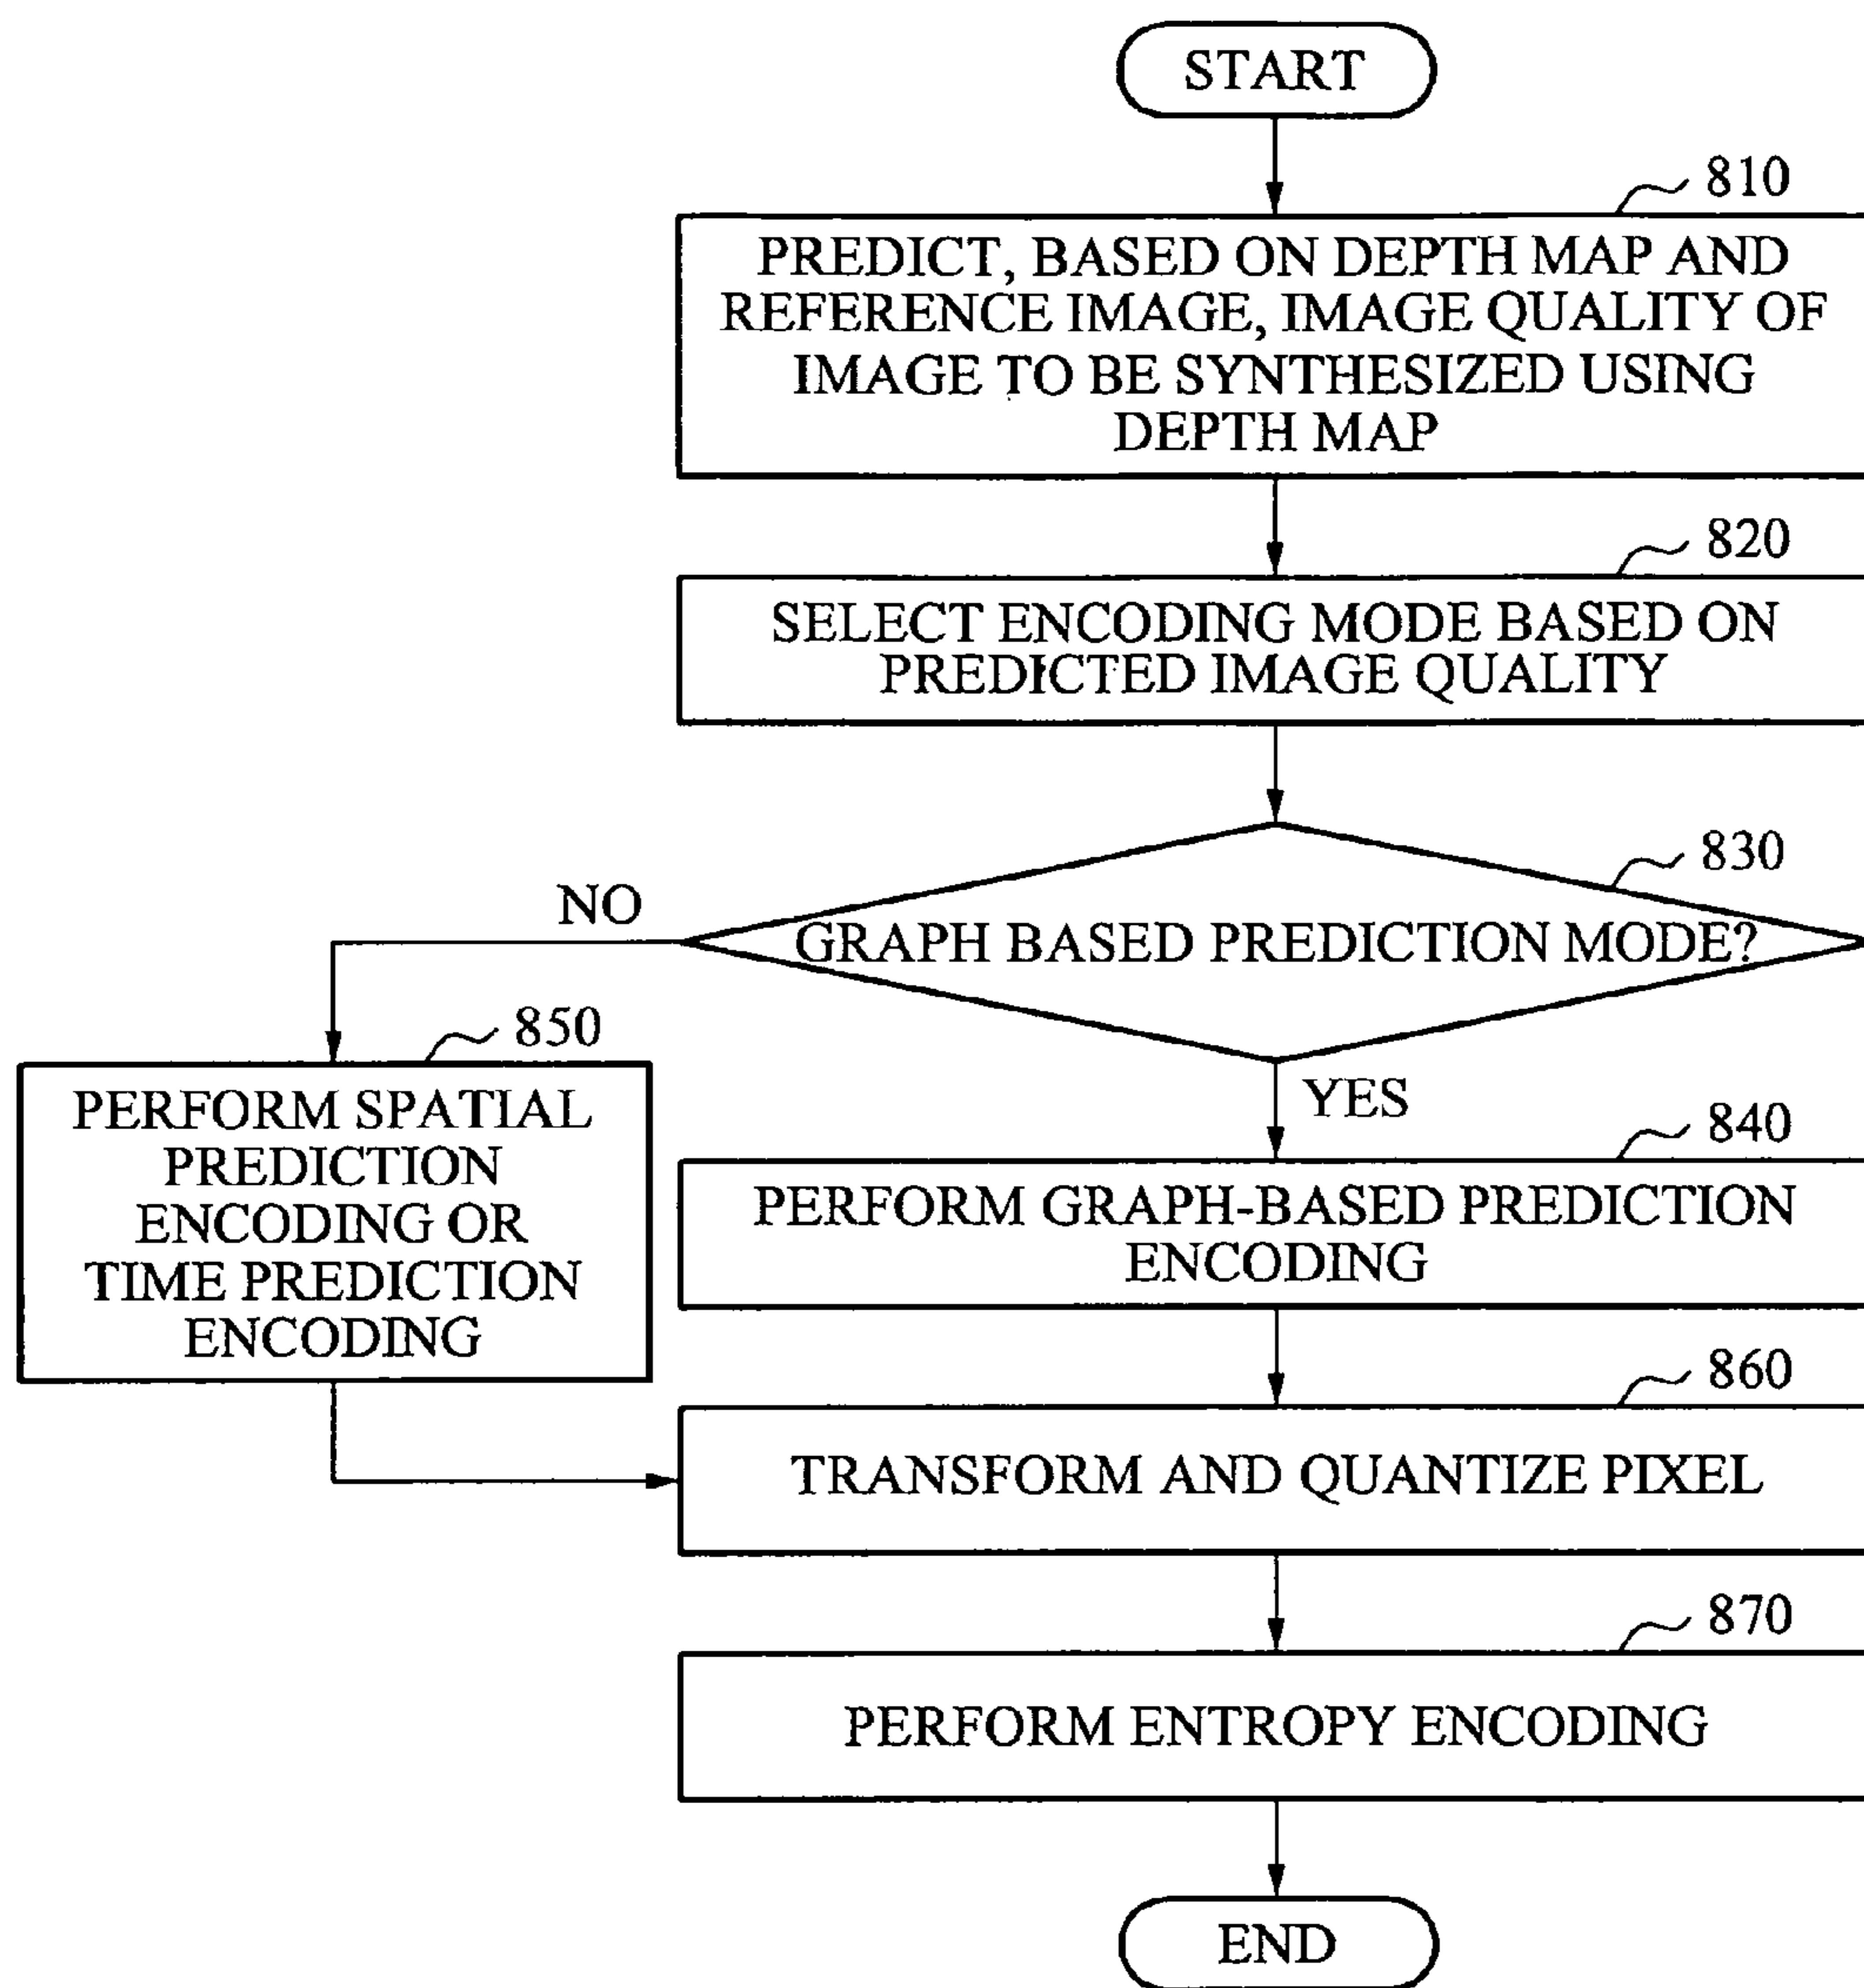 START
810
PREDICT, BASED ON DEPTH MAP AND
REFERENCE IMAGE, IMAGE QUALITY OF
IMAGE TO BE SYNTHESIZED USING
DEPTH MAP
820
SELECT ENCODING MODE BASED ON
PREDICTED IMAGE QUALITY
830
GRAPH BASED PREDICTION MODE?
NO
YES
850
PERFORM SPATIAL
PREDICTION
ENCODING OR
TIME PREDICTION
ENCODING
840
PERFORM GRAPH-BASED PREDICTION
ENCODING
860
TRANSFORM AND QUANTIZE PIXEL
870
PERFORM ENTROPY ENCODING
END